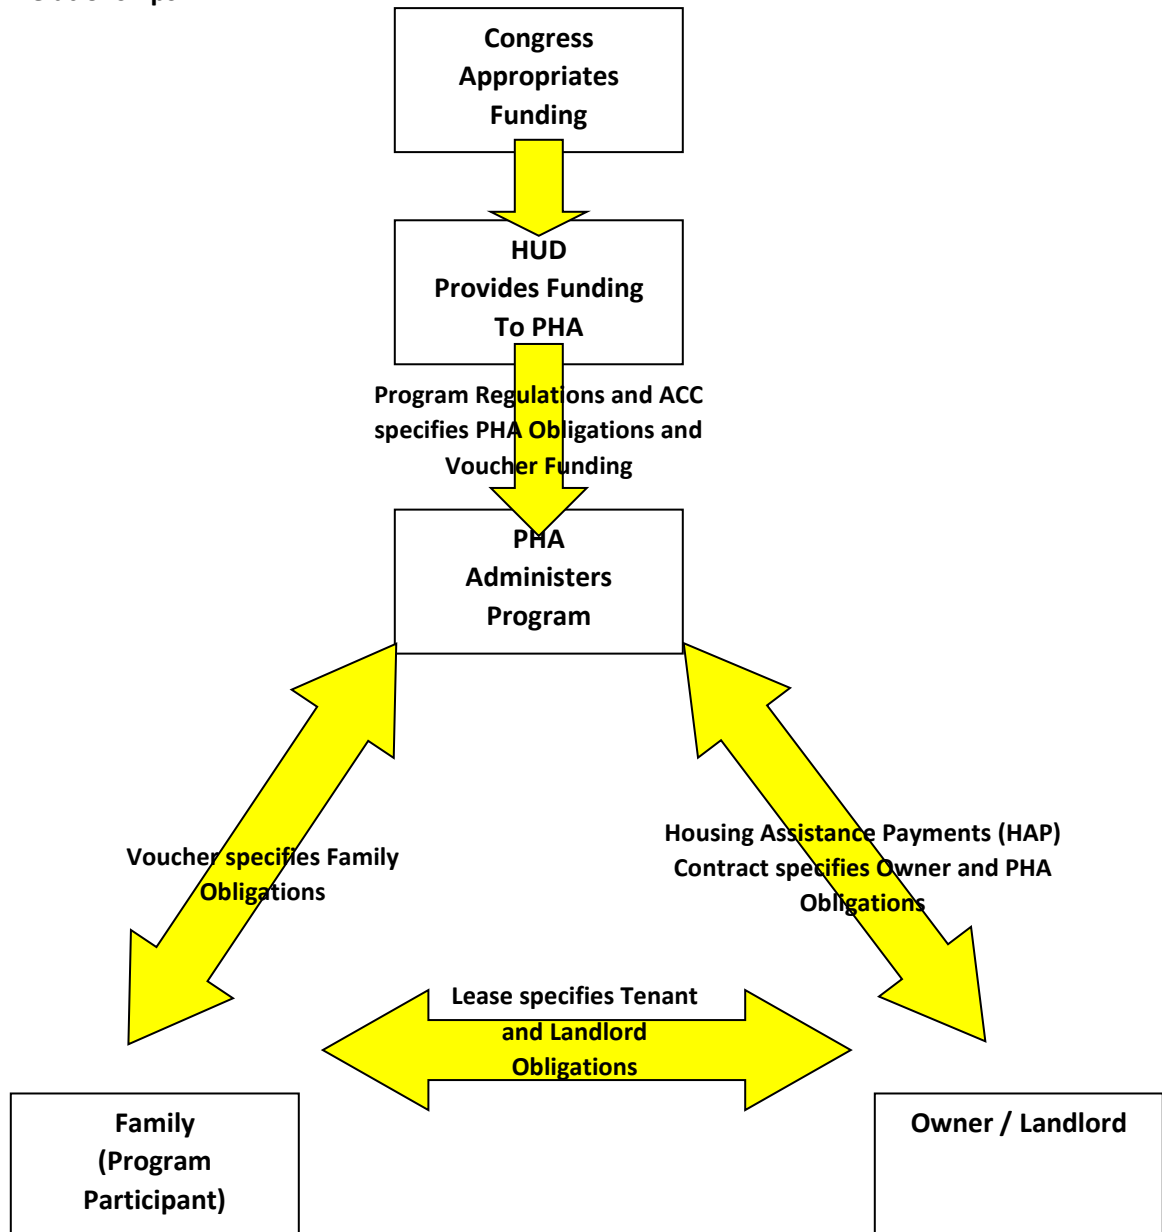 Congress
Appropriates
Funding
HUD
Provides Funding
To PHA
Program Regulations and ACC
specifies PHA Obligations and
Voucher Funding
PHA
Administers
Program
Voucher specifies Family
Obligations
Housing Assistance Payments (HAP)
Contract specifies Owner and PHA
Obligations
Lease specifies Tenant
and Landlord
Obligations
Family
(Program
Participant)
Owner / Landlord